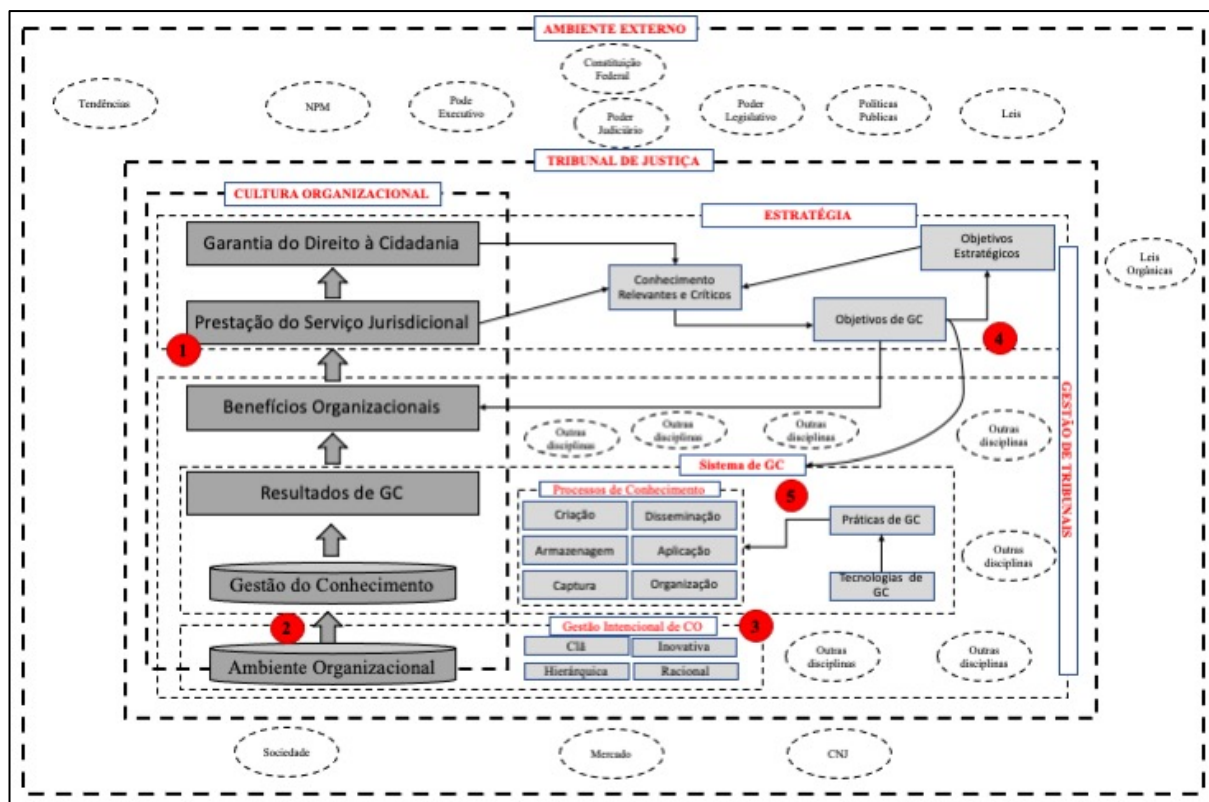 AMBIENTE EXTERNO
Constituição
Federal
Tendências
NPM
Pode
Executivo
Poder
Judiciário
Poder
Legislativo
Políticas
Publicas
Leis
TRIBUNAL DE JUSTIÇA
CULTURA ORGANIZACIONAL
ESTRATÉGIA
Garantia do Direito à Cidadania
Objetivos
Estratégicos
Leis
Orgânicas
Conhecimento
Relevantes e Críticos
Prestação do Serviço Jurisdicional
Objetivos de GC
1
4
GESTÃO DE TRIBUNAIS
Benefícios Organizacionais
Outras
disciplinas
Outras
disciplinas
Outras
disciplinas
Outras
disciplinas
Sistema de GC
Resultados de GC
Processos de Conhecimento
5
Criação
Disseminação
Práticas de GC
Armazenagem
Aplicação
Outras
disciplinas
Gestão do Conhecimento
Captura
Organização
Tecnologias de
GC
2
Gestão Intencional de CO
3
Clã
Inovativa
Outras
disciplinas
Outras
disciplinas
Ambiente Organizacional
Hierárquica
Racional
Sociedade
Mercado
CNJ